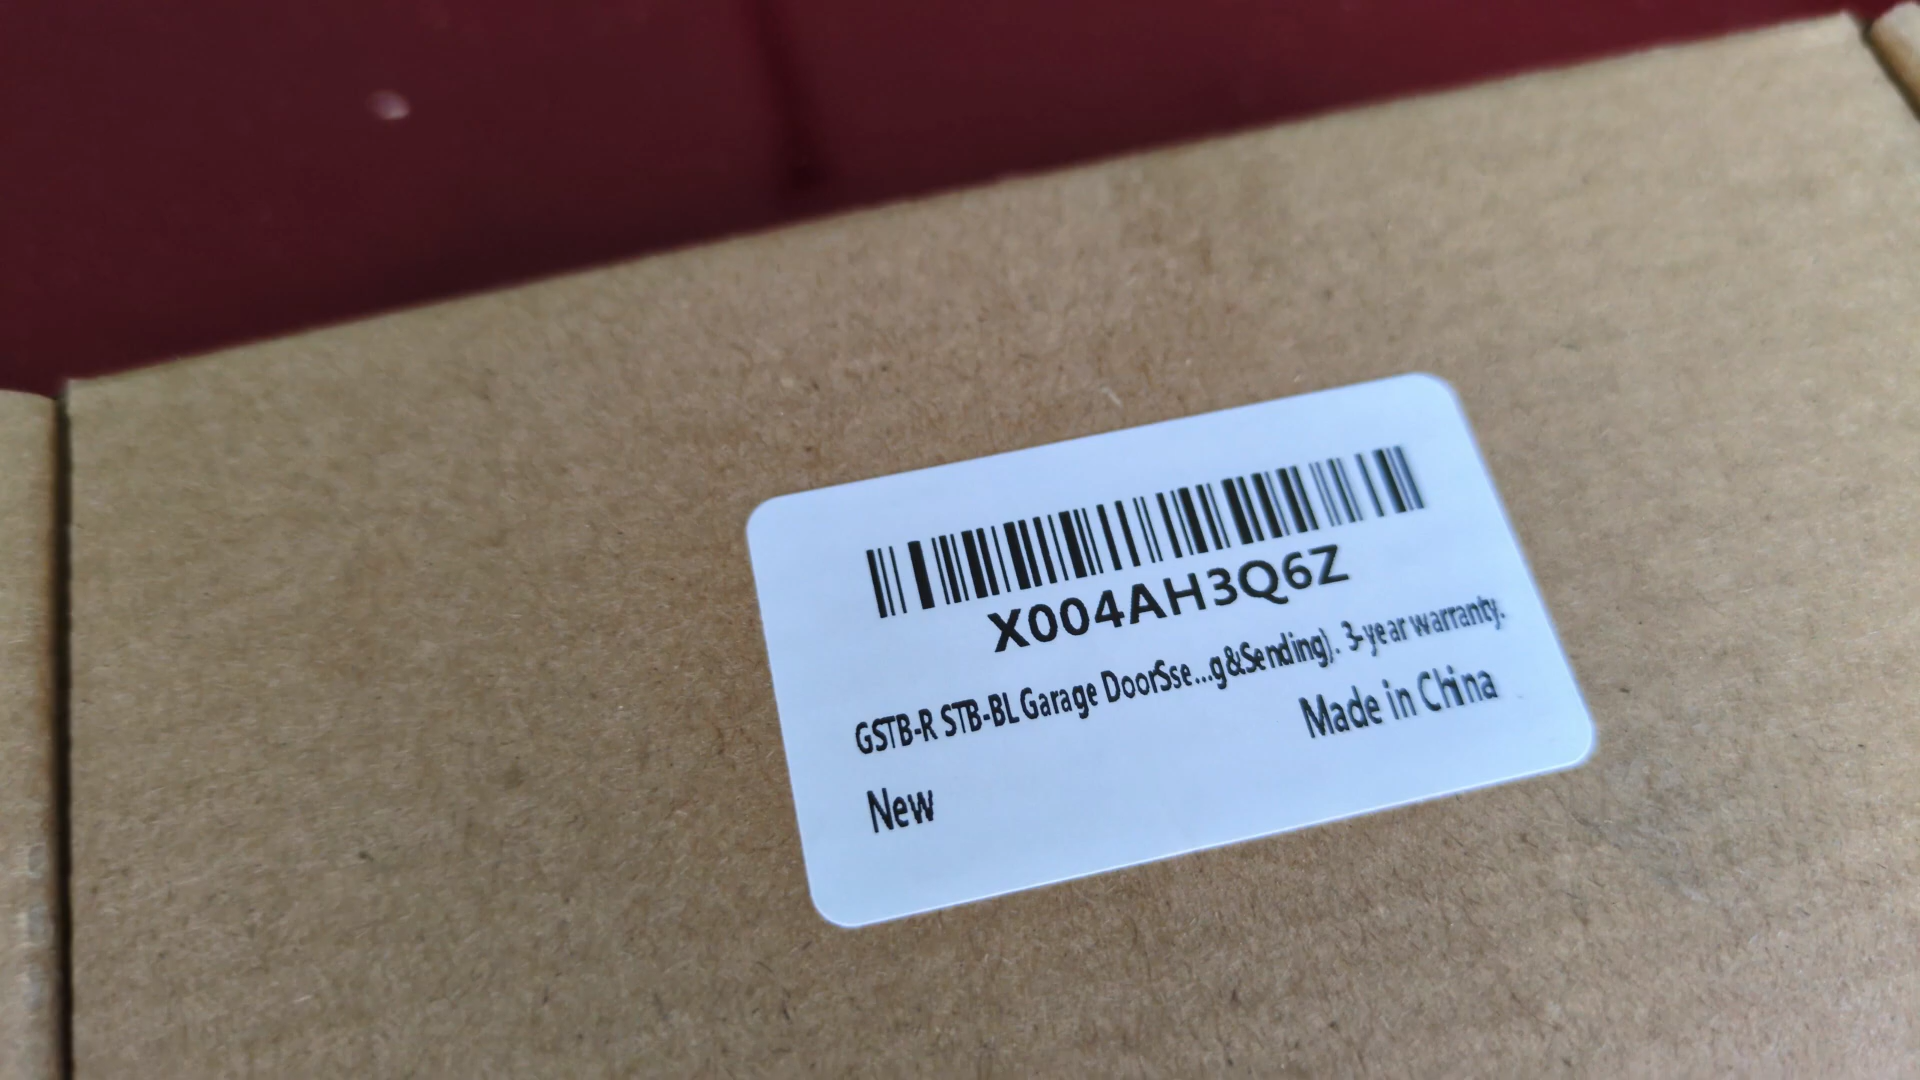 X004AH3Q6Z
GSTB-R STB-BL Garage DoorSse...g&Sending). 3-year warranty.
Made in China
New